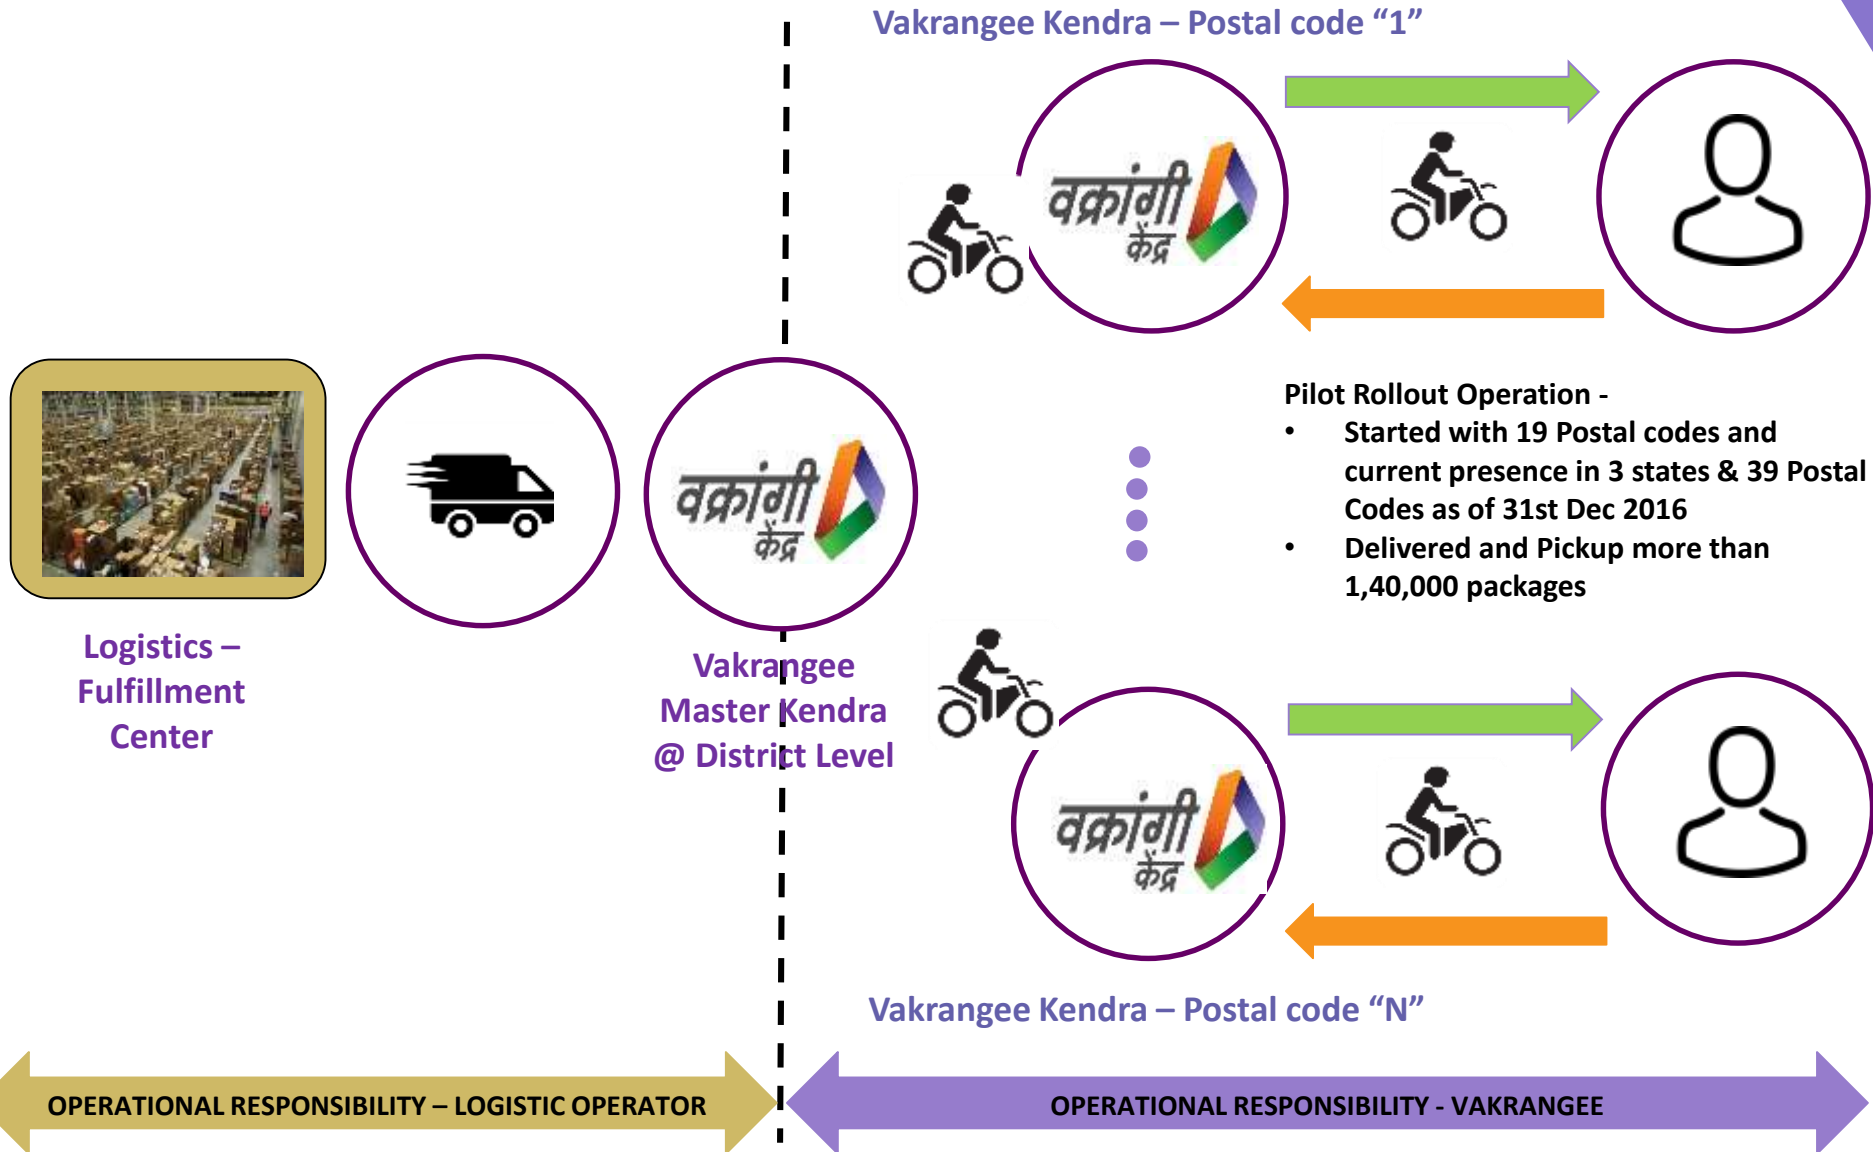 Vakrangee Kendra – Postal code “1”
वक्रांगी
केंद्र
Pilot Rollout Operation -
• Started with 19 Postal codes and
current presence in 3 states & 39 Postal
Codes as of 31st Dec 2016
• Delivered and Pickup more than
1,40,000 packages
वक्रांगी
केंद्र
Logistics –
Fulfillment
Center
Vakrangee
Master Kendra
@ District Level
वक्रांगी
केंद्र
Vakrangee Kendra – Postal code “N”
OPERATIONAL RESPONSIBILITY – LOGISTIC OPERATOR
OPERATIONAL RESPONSIBILITY - VAKRANGEE